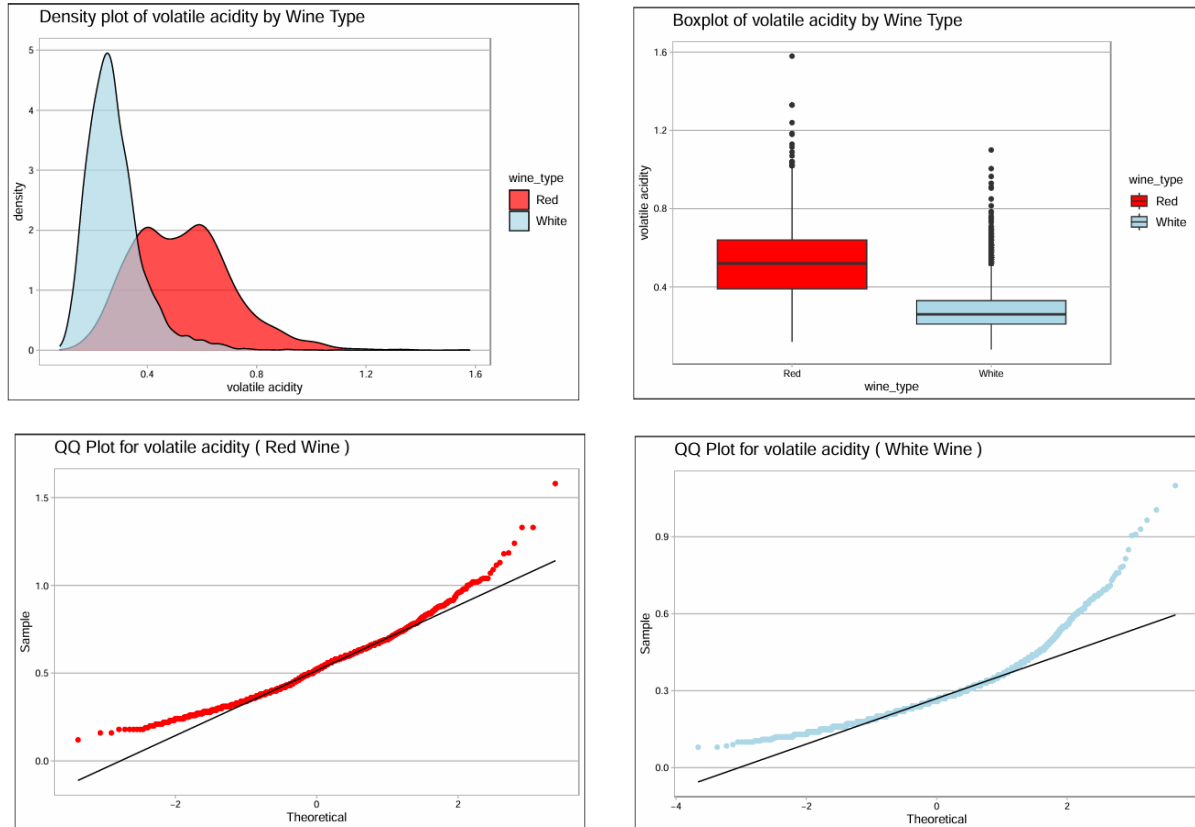 Density plot of volatile acidity by Wine Type
5
4
3
2
1
0
density
0.4
0.8
1.2
1.6
volatile acidity
wine_type
Red
White
Boxplot of volatile acidity by Wine Type
1.6
1.2
0.8
0.4
volatile acidity
Red
White
wine_type
wine_type
Red
White
QQ Plot for volatile acidity ( Red Wine )
1.5
1.0
0.5
0.0
Sample
−2
0
2
Theoretical
QQ Plot for volatile acidity ( White Wine )
0.9
0.6
0.3
0.0
Sample
−4
−2
0
2
Theoretical